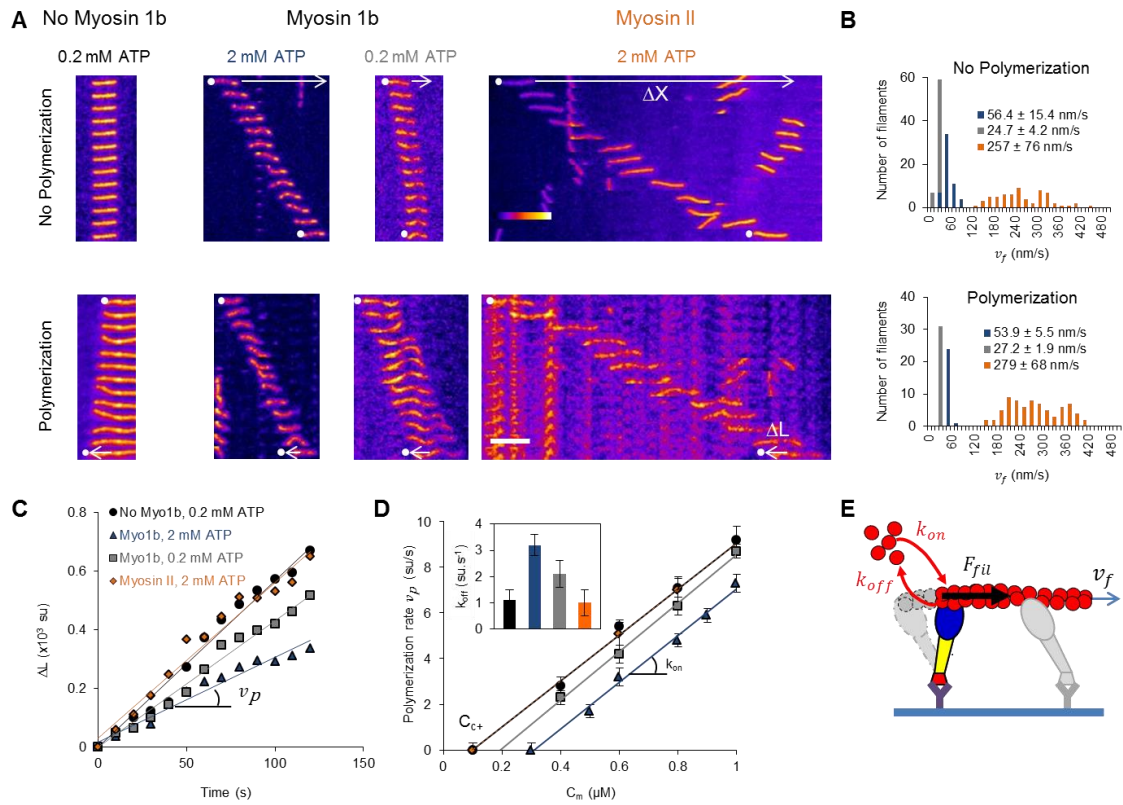 A
No Myosin 1b
Myosin 1b
Myosin II
0.2 mM ATP
2 mM ATP
0.2 mM ATP
2 mM ATP
No Polymerization
ΔX
Polymerization
ΔL
B
No Polymerization
Number of filaments
60
40
20
0
56.4 ± 15.4 nm/s
24.7 ± 4.2 nm/s
257 ± 76 nm/s
0 60 120 180 240 300 360 420 480
v_f (nm/s)
Polymerization
Number of filaments
40
30
20
10
0
53.9 ± 5.5 nm/s
27.2 ± 1.9 nm/s
279 ± 68 nm/s
0 60 120 180 240 300 360 420 480
v_f (nm/s)
C
ΔL (x10³ su)
0.8
0.6
0.4
0.2
0
No Myo1b, 0.2 mM ATP
Myo1b, 2 mM ATP
Myo1b, 0.2 mM ATP
Myosin II, 2 mM ATP
v_p
0 50 100 150
Time (s)
D
Polymerization rate v_p (su/s)
10
8
6
4
2
0
k_off (su.s⁻¹)
4
3
2
1
0
k_on
C_c+
0 0.2 0.4 0.6 0.8 1
C_m (µM)
E
k_on
k_off
F_fil
v_f